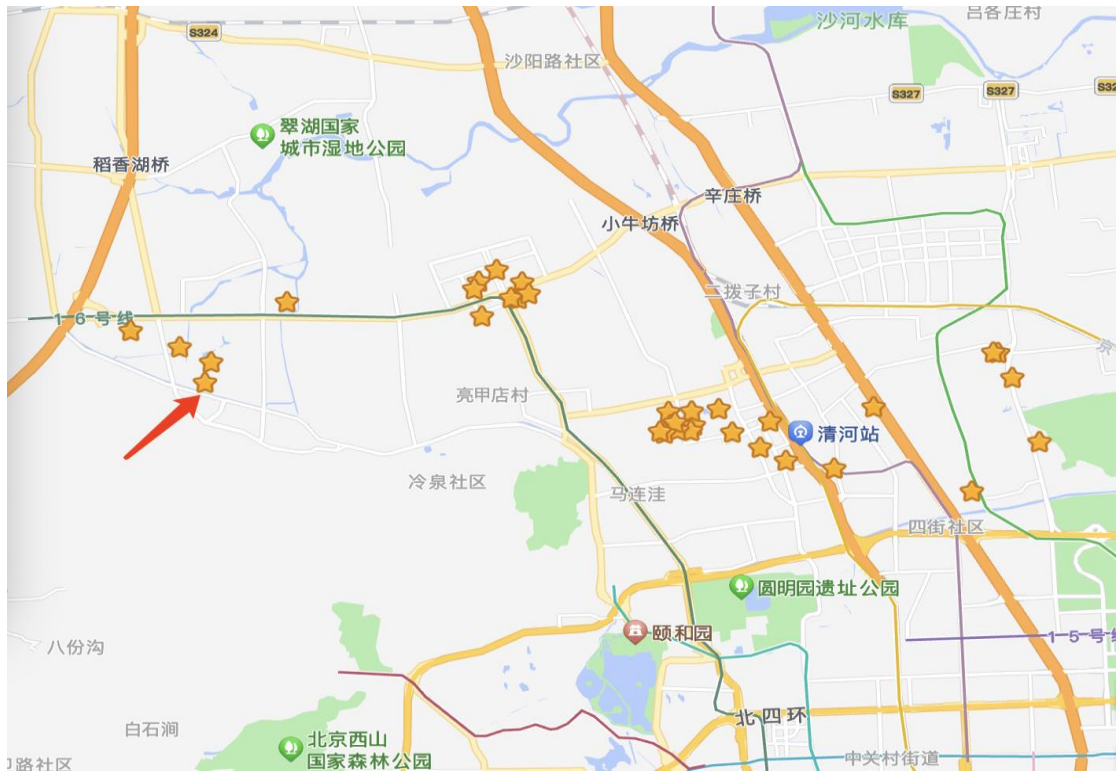 吕客庄村
沙河水库
S324
沙阳路社区
S327
S327
翠湖国家
城市湿地公园
稻香湖桥
辛庄桥
小牛坊桥
二拨子村
16号线
京
亮甲店村
清河站
冷泉社区
马连洼
四街社区
圆明园遗址公园
颐和园
15号
八份沟
北四环
白石涧
北京西山
国家森林公园
中关村街道
路社区